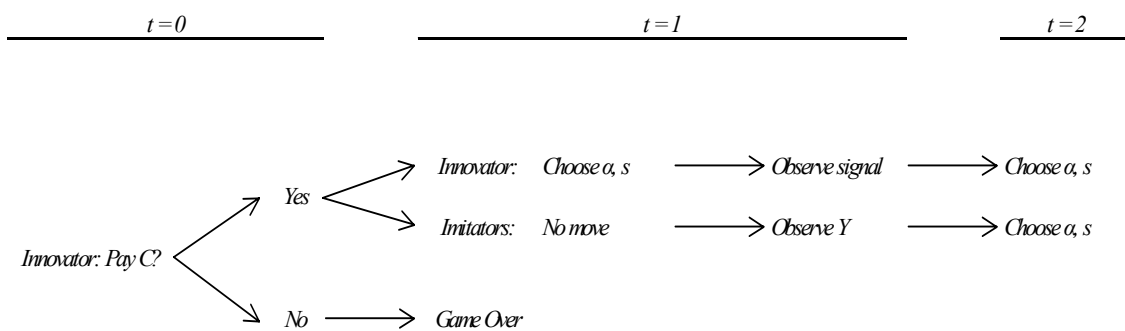 t = 0 t = 1 t = 2
Innovator: Choose α, s Observe signal Choose α, s
Yes
Imitators: No move Observe Y Choose α, s
Innovator: Pay C?
No Game Over